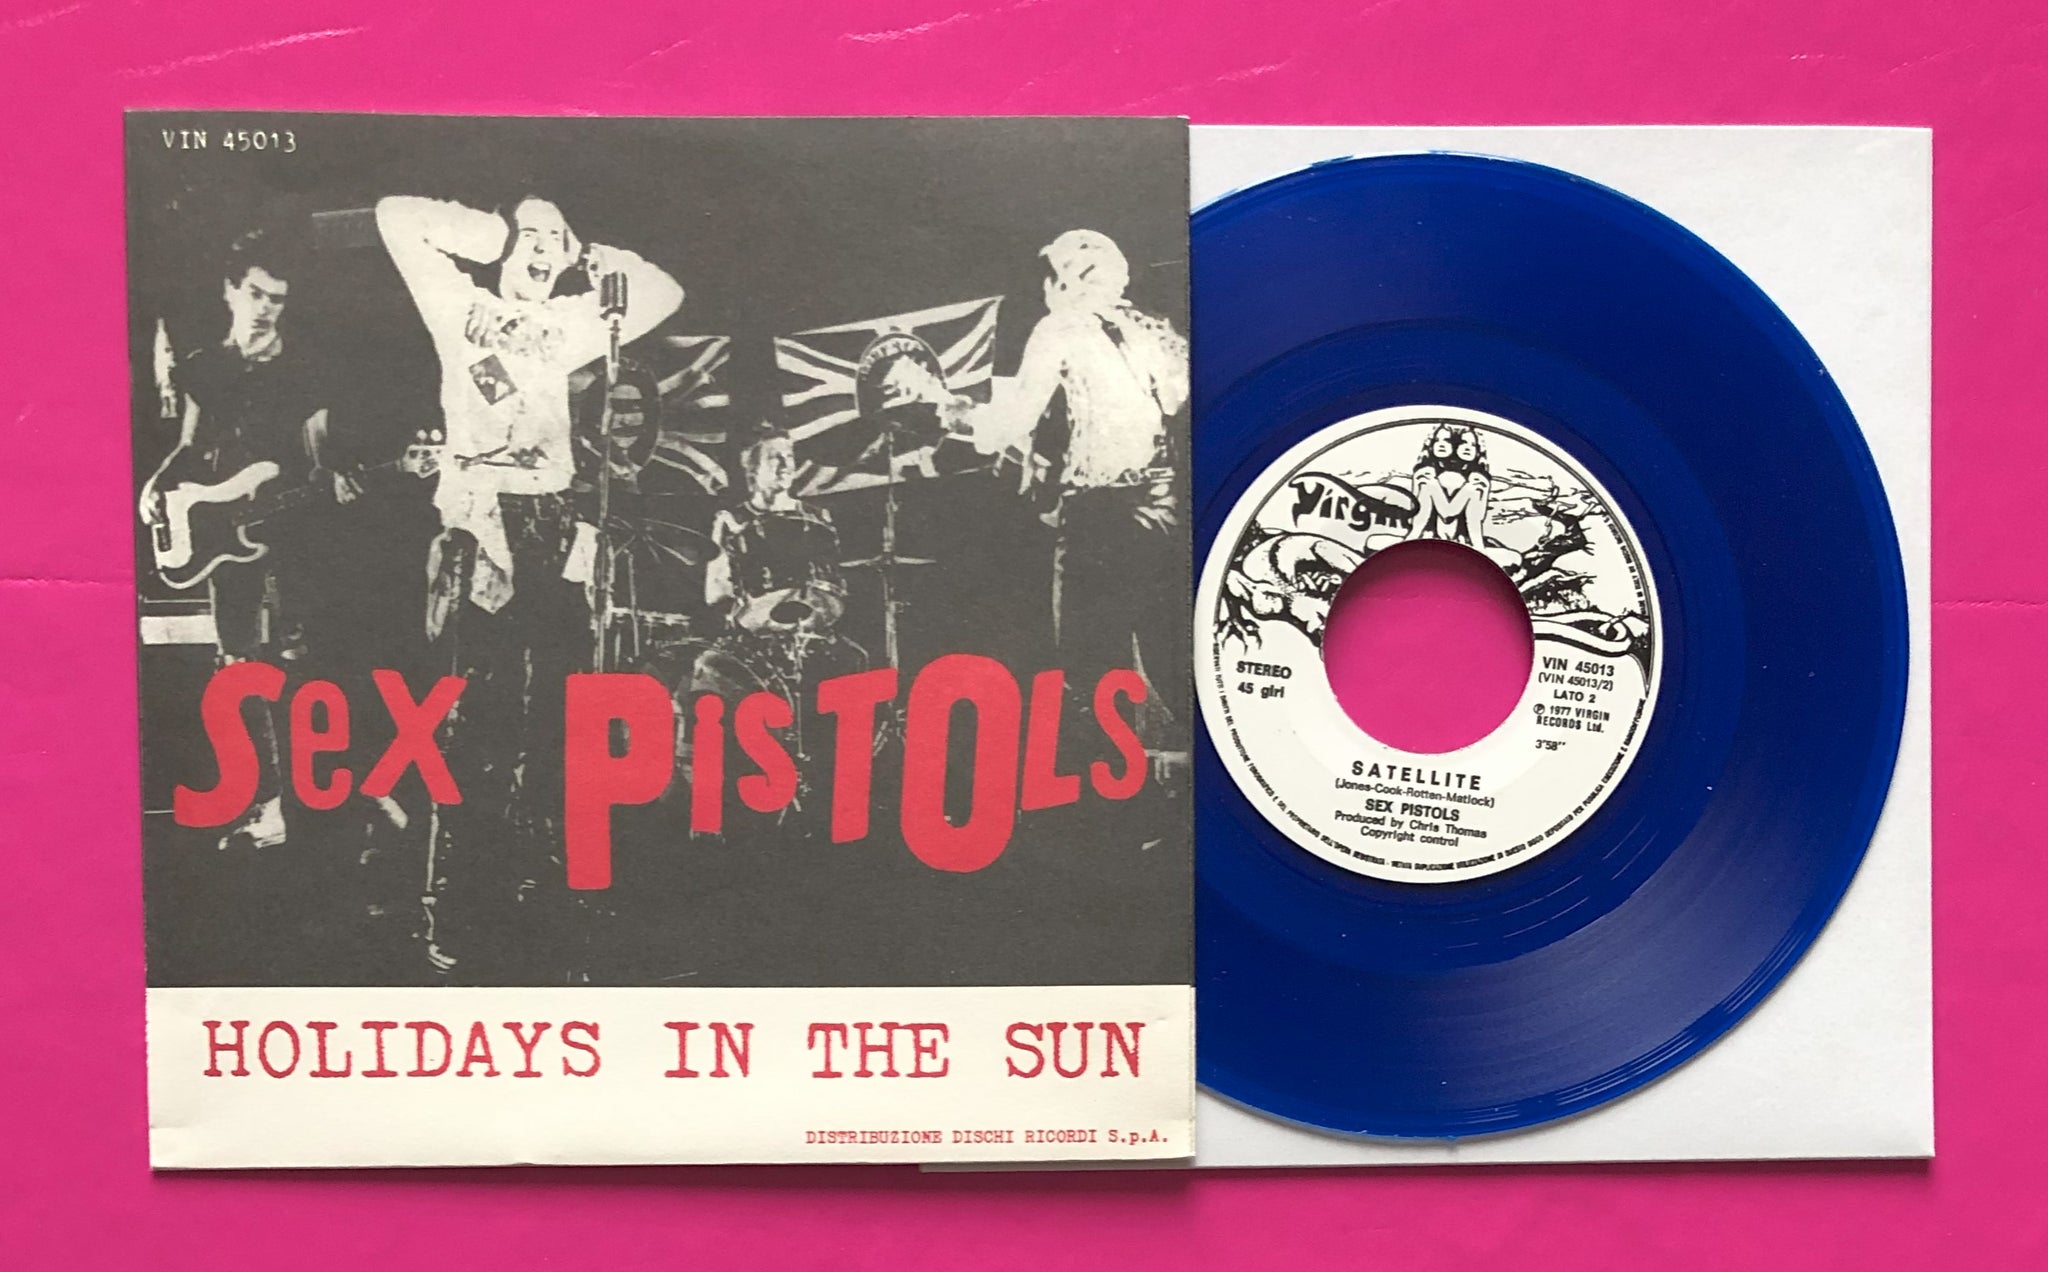 VIN 45013
Sex PisTOLS
HOLIDAYS IN THE SUN
DISTRIBUZIONE DISCHI RICORDI S.p.A.
Virgin
STEREO
45 giri
VIN 45013
(VIN 45013/2)
LATO 2
℗ 1977 VIRGIN
RECORDS Ltd.
3'58''
SATELLITE
(Jones-Cook-Rotten-Matlock)
SEX PISTOLS
Produced by Chris Thomas
Copyright control